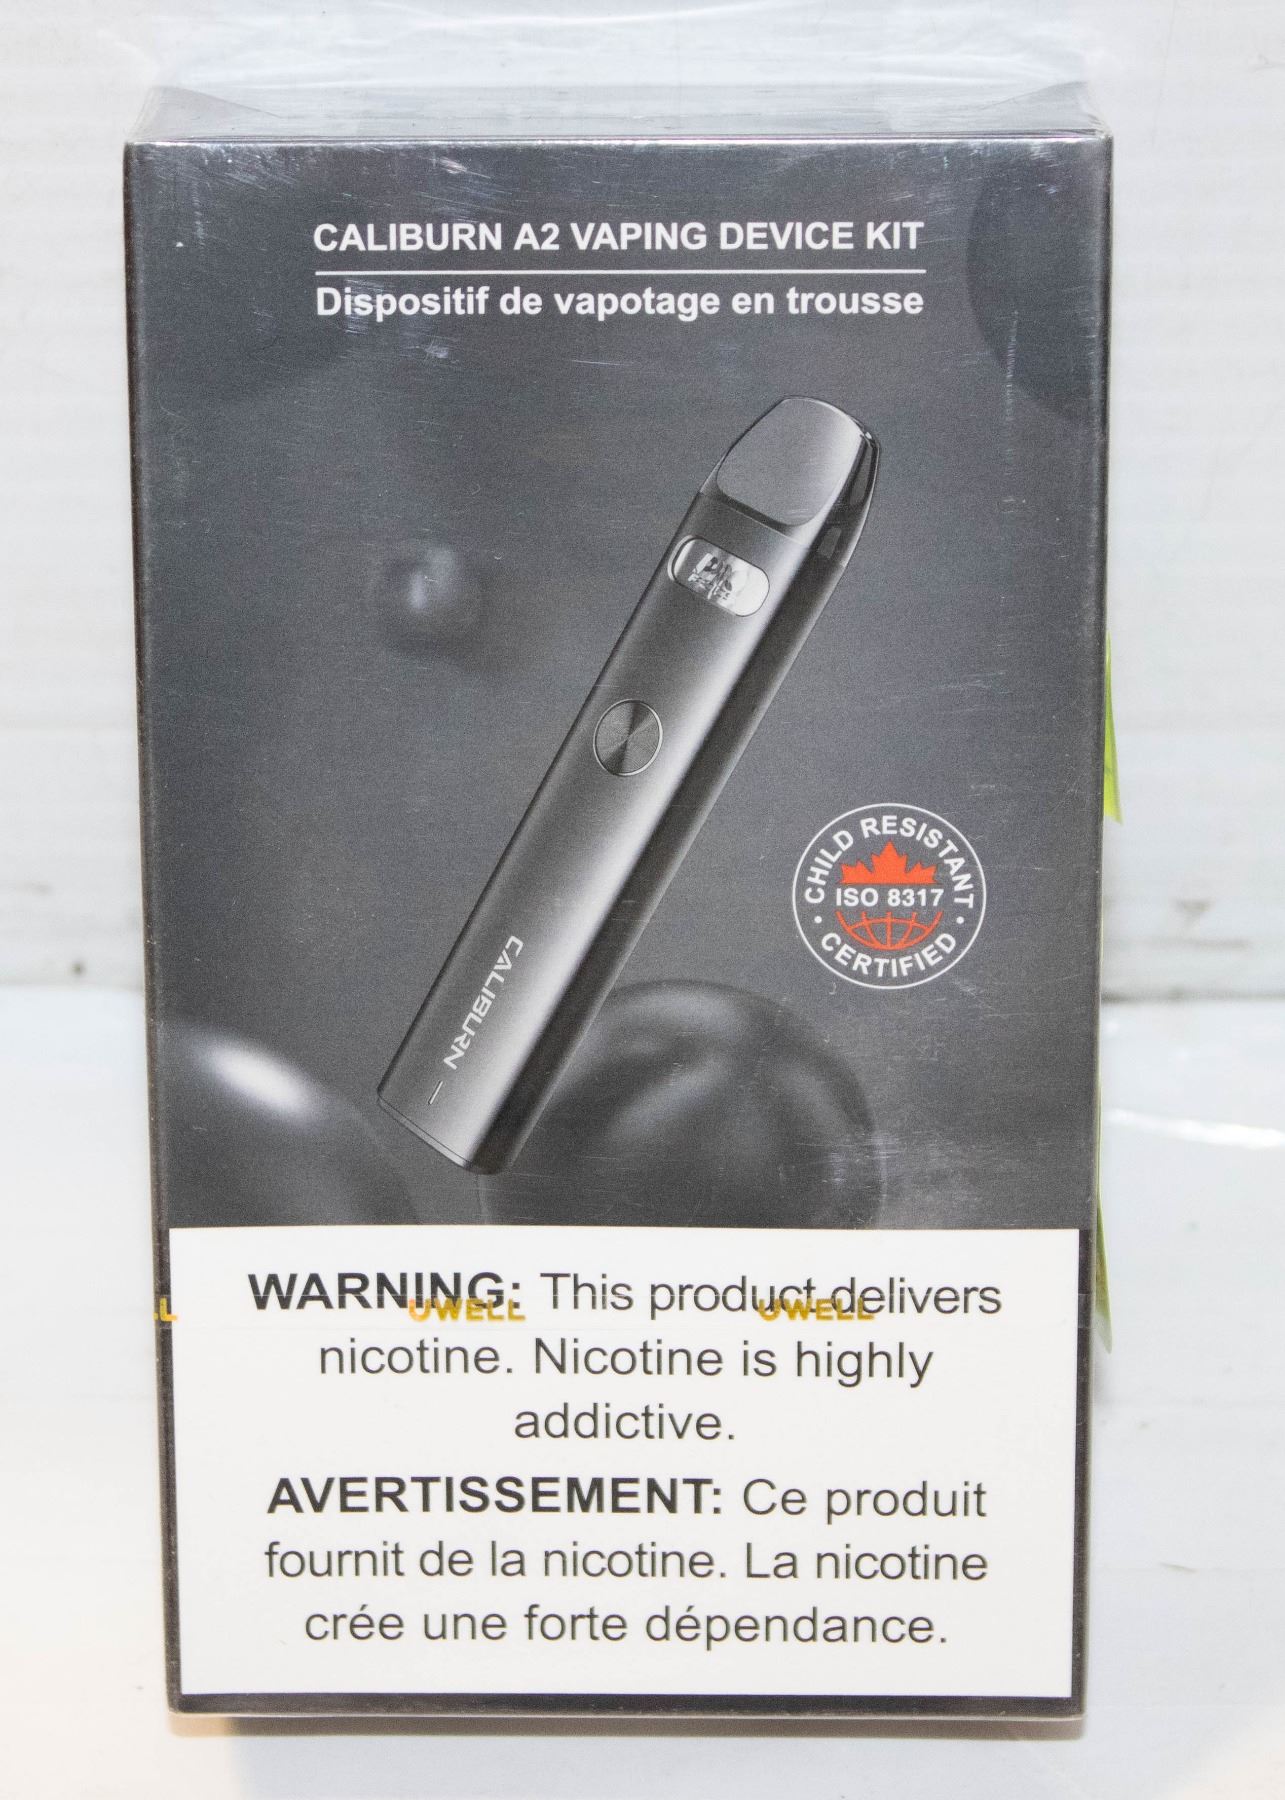 CALIBURN A2 VAPING DEVICE KIT
Dispositif de vapotage en trousse
CHILD RESISTANT
ISO 8317
CERTIFIED
CALIBURN
WARNING: This product delivers
UWELL UWELL
nicotine. Nicotine is highly
addictive.
AVERTISSEMENT: Ce produit
fournit de la nicotine. La nicotine
crée une forte dépendance.